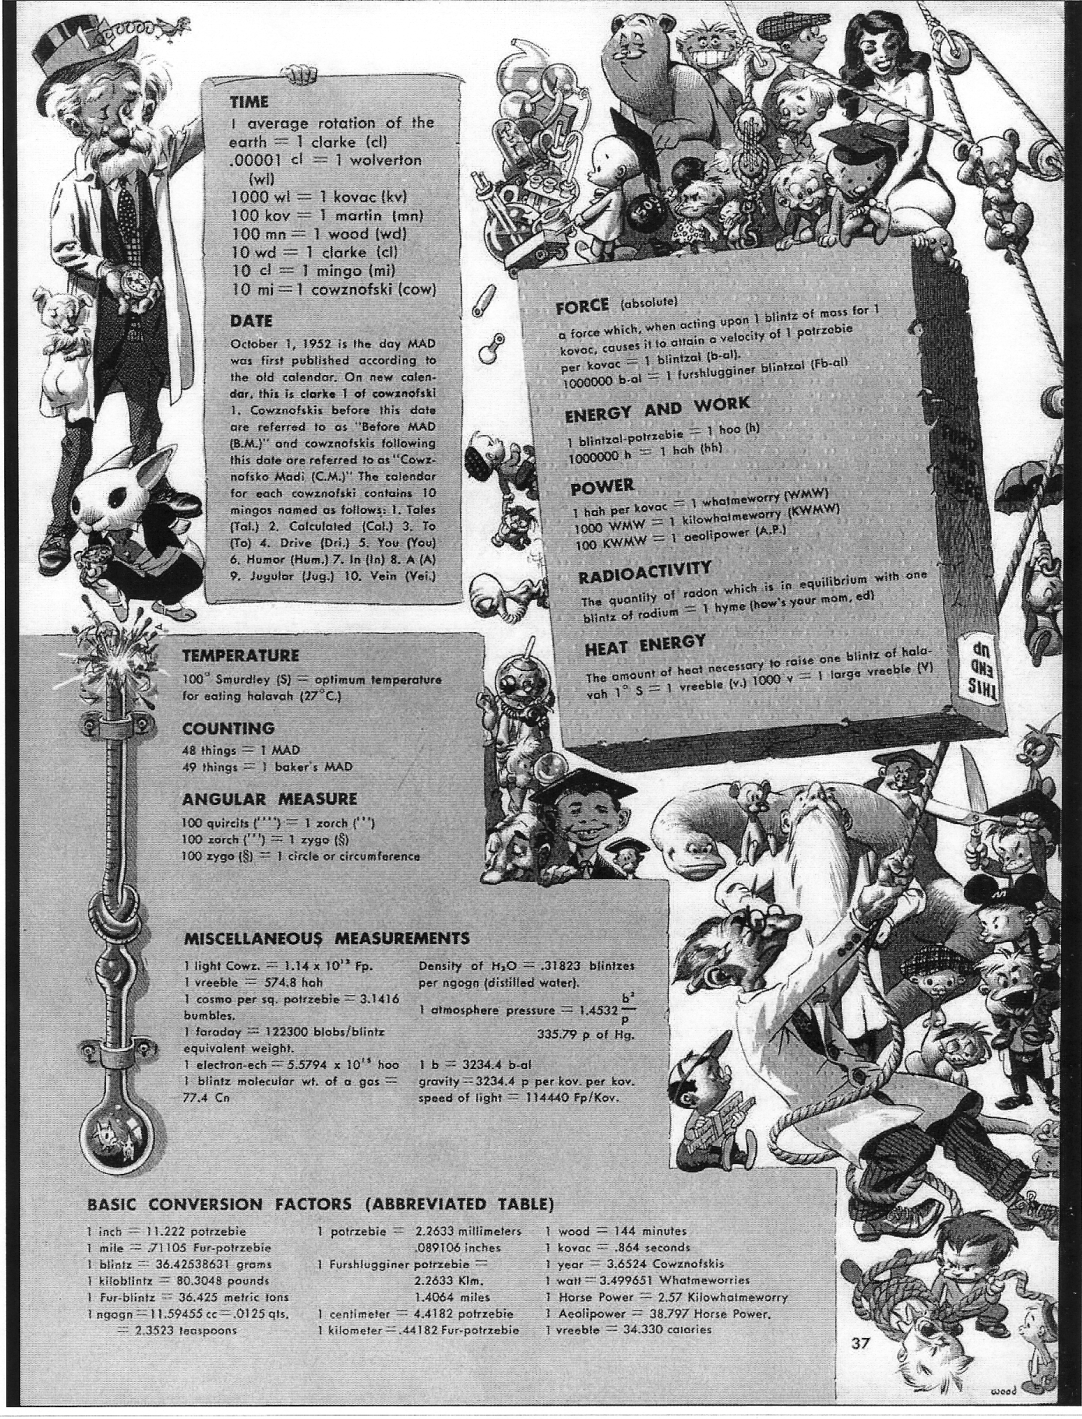 TIME
1 average rotation of the
earth = 1 clarke (cl)
.00001 cl = 1 wolverton
(wl)
1000 wl = 1 kovac (kv)
100 kov = 1 martin (mn)
100 mn = 1 wood (wd)
10 wd = 1 clarke (cl)
10 cl = 1 mingo (mi)
10 mi = 1 cowznofski (cow)
DATE
October 1, 1952 is the day MAD
was first published according to
the old calendar. On new calen-
dar, this is clarke 1 of cowznofski
1. Cowznofskis before this date
are referred to as "Before MAD
(B.M.)" and cowznofskis following
this date are referred to as "Cowz-
nofsko Madi (C.M.)" The calendar
for each cowznofski contains 10
mingos named as follows: 1. Tales
(Tal.) 2. Calculated (Cal.) 3. To
(To) 4. Drive (Dri.) 5. You (You)
6. Humor (Hum.) 7. In (In) 8. A (A)
9. Jugular (Jug.) 10. Vein (Vei.)
FORCE (absolute)
a force which, when acting upon 1 blintz of mass for 1
kovac, causes it to attain a velocity of 1 potrzebie
per kovac = 1 blintzal (b-al).
1000000 b-al = 1 furshlugginer blintzal (Fb-al)
ENERGY AND WORK
1 blintzal-potrzebie = 1 hoo (h)
1000000 h = 1 hah (hh)
POWER
1 hah per kovac = 1 whatmeworry (WMW)
1000 WMW = 1 kilowhatmeworry (KWMW)
100 KWMW = 1 aeolipower (A.P.)
RADIOACTIVITY
The quantity of radon which is in equilibrium with one
blintz of radium = 1 hyme (how's your mom, ed)
HEAT ENERGY
The amount of heat necessary to raise one blintz of hala-
vah 1° S = 1 vreeble (v.) 1000 v = 1 large vreeble (V)
THIS
END
UP
TEMPERATURE
100° Smurdley (S) = optimum temperature
for eating halavah (27°C.)
COUNTING
48 things = 1 MAD
49 things = 1 baker's MAD
ANGULAR MEASURE
100 quircits ('''') = 1 zorch (''')
100 zorch (''') = 1 zygo (§)
100 zygo (§) = 1 circle or circumference
MISCELLANEOUS MEASUREMENTS
1 light Cowz. = 1.14 x 10¹² Fp.
1 vreeble = 574.8 hah
1 cosmo per sq. potrzebie = 3.1416
bumbles.
1 faraday = 122300 blobs/blintz
equivalent weight.
1 electron-ech = 5.5794 x 10¹⁵ hoo
1 blintz molecular wt. of a gas =
77.4 Cn
Density of H₂O = .31823 blintzes
per ngogn (distilled water).
1 atmosphere pressure = 1.4532 b²/p
335.79 p of Hg.
1 b = 3234.4 b-al
gravity = 3234.4 p per kov. per kov.
speed of light = 114440 Fp/Kov.
BASIC CONVERSION FACTORS (ABBREVIATED TABLE)
1 inch = 11.222 potrzebie
1 mile = .71105 Fur-potrzebie
1 blintz = 36.42538631 grams
1 kiloblintz = 80.3048 pounds
1 Fur-blintz = 36.425 metric tons
1 ngogn = 11.59455 cc = .0125 qts.
= 2.3523 teaspoons
1 potrzebie = 2.2633 millimeters
.089106 inches
1 Furshlugginer potrzebie =
2.2633 Klm.
1.4064 miles
1 centimeter = 4.4182 potrzebie
1 kilometer = .44182 Fur-potrzebie
1 wood = 144 minutes
1 kovac = .864 seconds
1 year = 3.6524 Cowznofskis
1 watt = 3.499651 Whatmeworries
1 Horse Power = 2.57 Kilowhatmeworry
1 Aeolipower = 38.797 Horse Power.
1 vreeble = 34.330 calories
37
wood